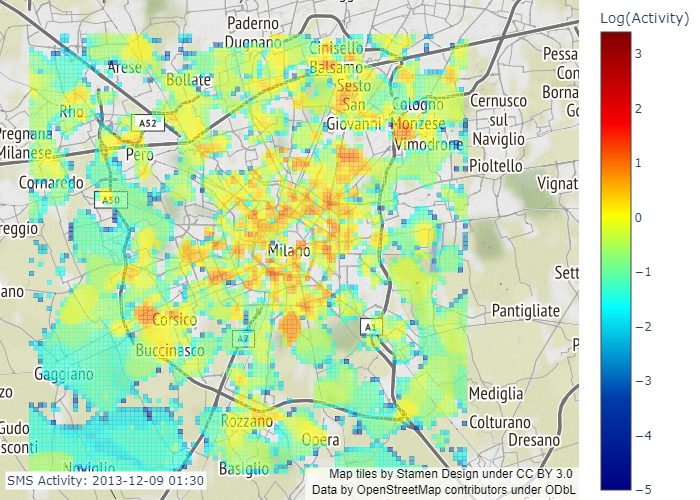 Paderno
Dugnano
Cinisello
Balsamo
Arese
Bollate
Sesto
San
Giovanni
Cologno
Monzese
Vimodrone
Cernusco
sul
Naviglio
Pessa
Con
Borna
Go
Rho
A52
Pregnana
Milanese
Pero
Pioltello
Cornaredo
Vignat
A50
reggio
Milano
Sett
ano
Corsico
A1
Pantigliate
A7
Buccinasco
P
Gaggiano
zo
Mediglia
Rozzano
Colturano
Gudo
sconti
Opera
Dresano
Noviglio
Basiglio
SMS Activity: 2013-12-09 01:30
Map tiles by Stamen Design under CC BY 3.0
Data by OpenStreetMap contributors under ODbL
Log(Activity)
3
2
1
0
−1
−2
−3
−4
−5